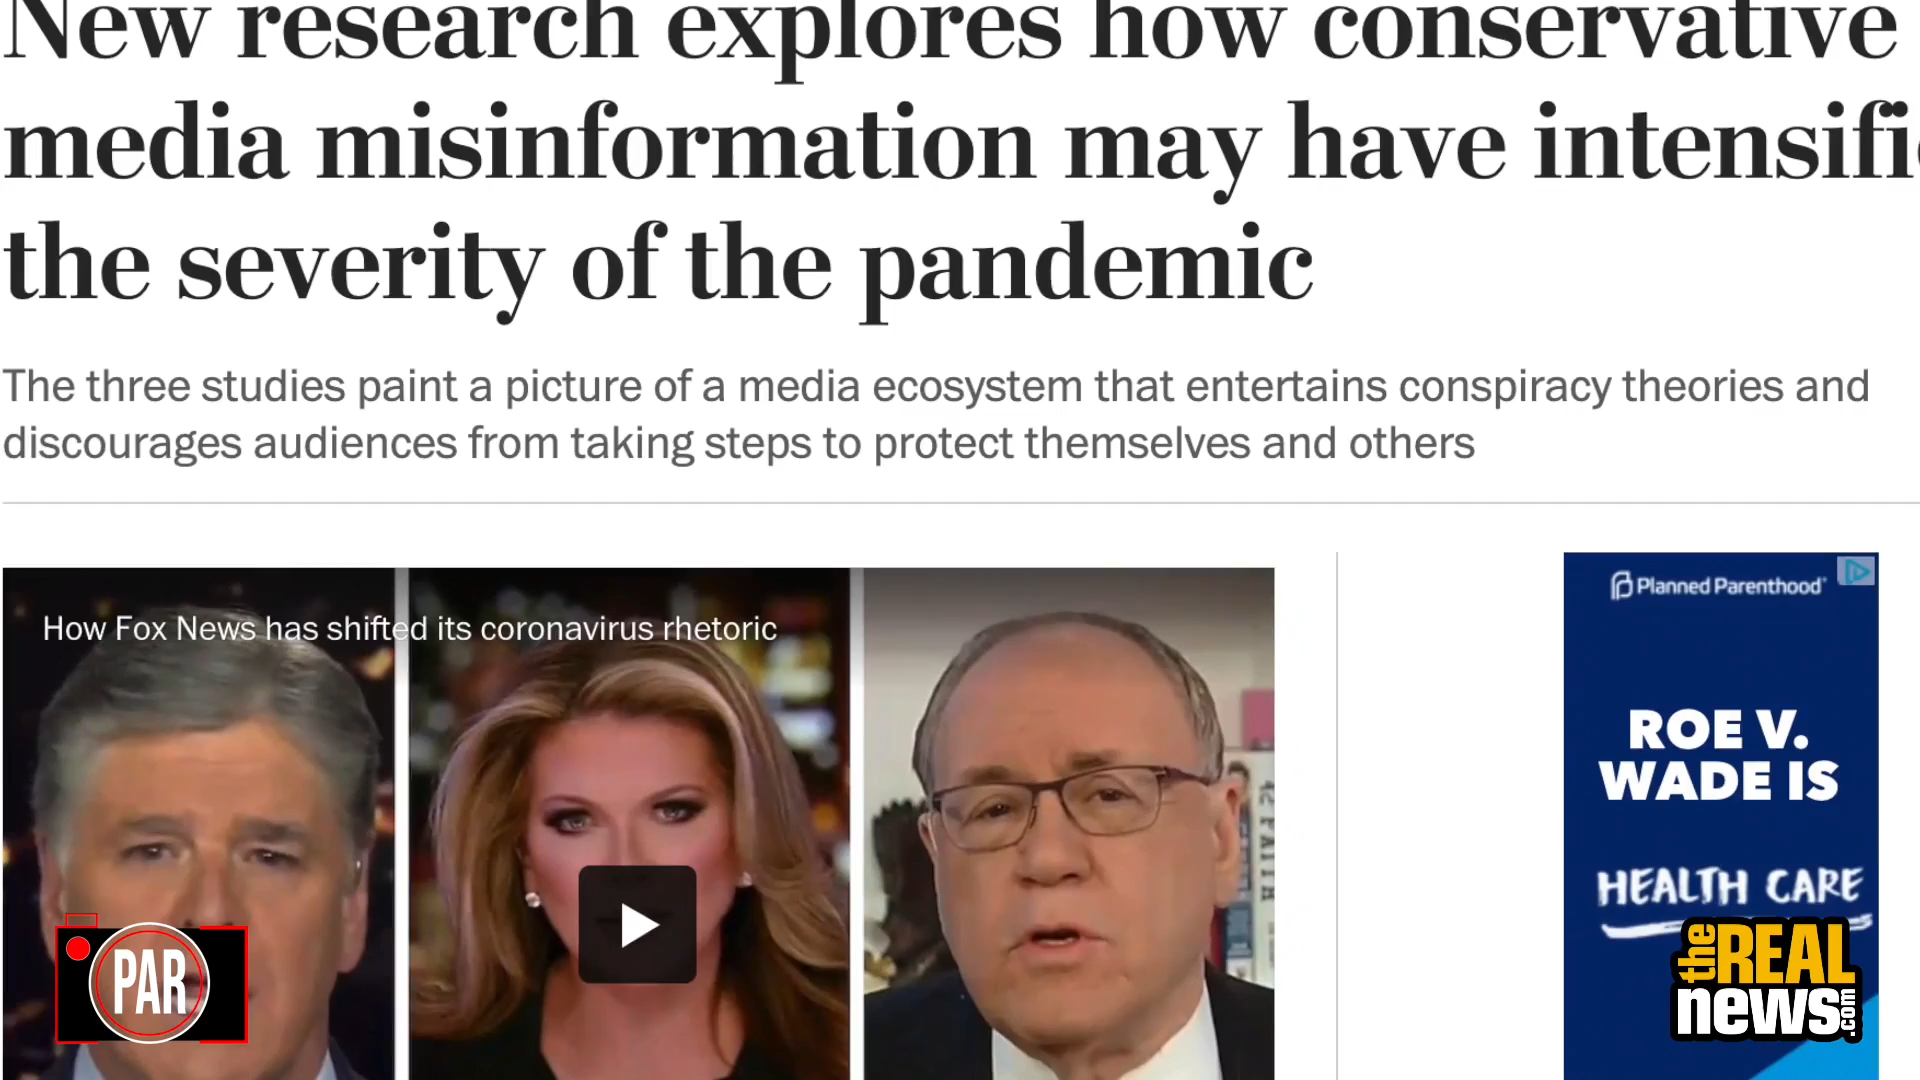 New research explores how conservative
media misinformation may have intensifi
the severity of the pandemic
The three studies paint a picture of a media ecosystem that entertains conspiracy theories and
discourages audiences from taking steps to protect themselves and others
How Fox News has shifted its coronavirus rhetoric
Planned Parenthood
ROE V.
WADE IS
HEALTH CARE
PAR
the REAL
news.com